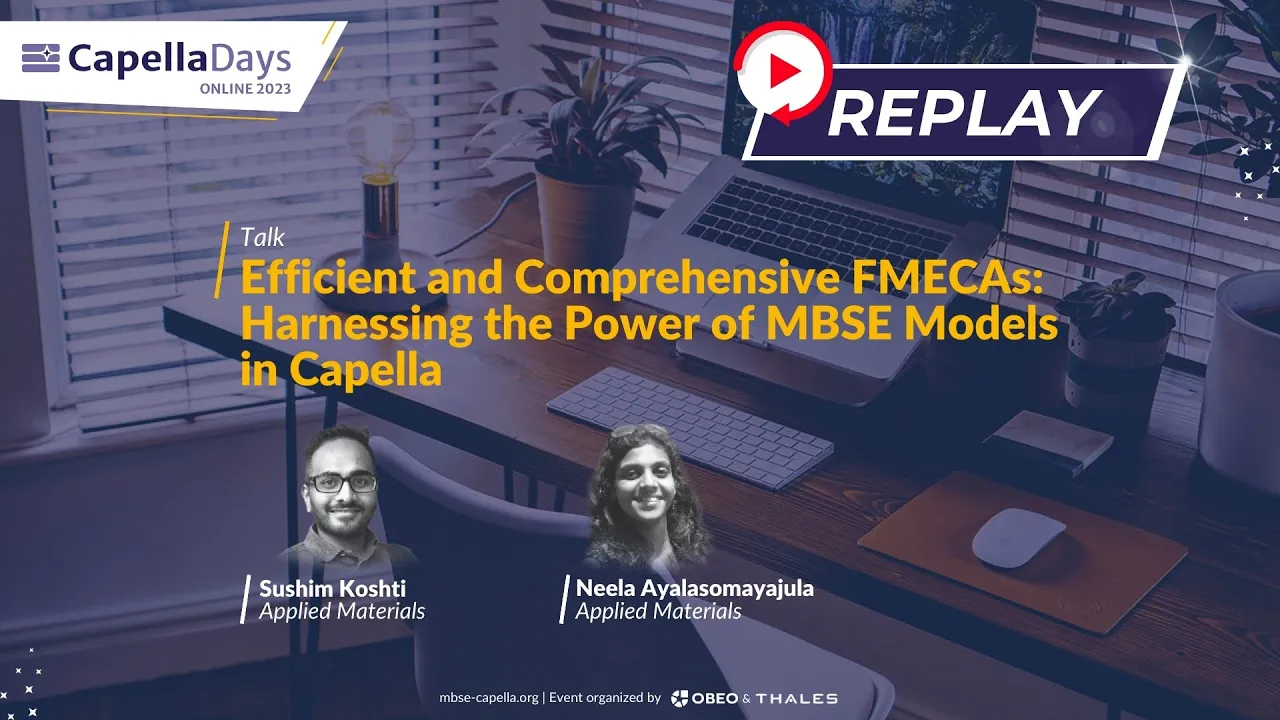 CapellaDays
ONLINE 2023
REPLAY
Talk
Efficient and Comprehensive FMECAs:
Harnessing the Power of MBSE Models
in Capella
Sushim Koshti
Applied Materials
Neela Ayalasomayajula
Applied Materials
mbse-capella.org | Event organized by OBEO & THALES